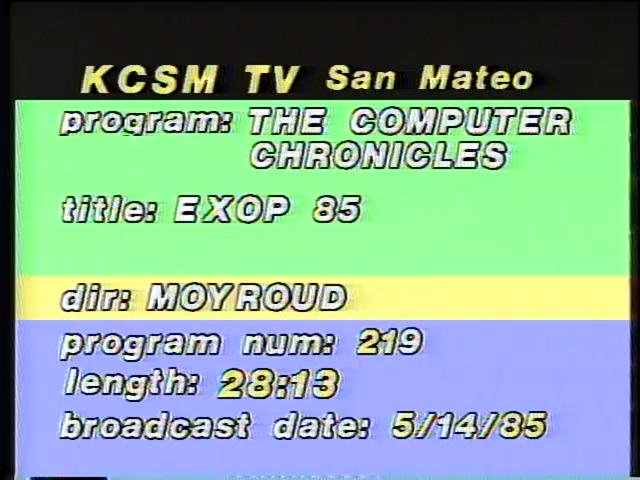 KCSM TV San Mateo
program: THE COMPUTER
CHRONICLES
title: EXOP 85
dir: MOYROUD
program num: 219
length: 28:13
broadcast date: 5/14/85